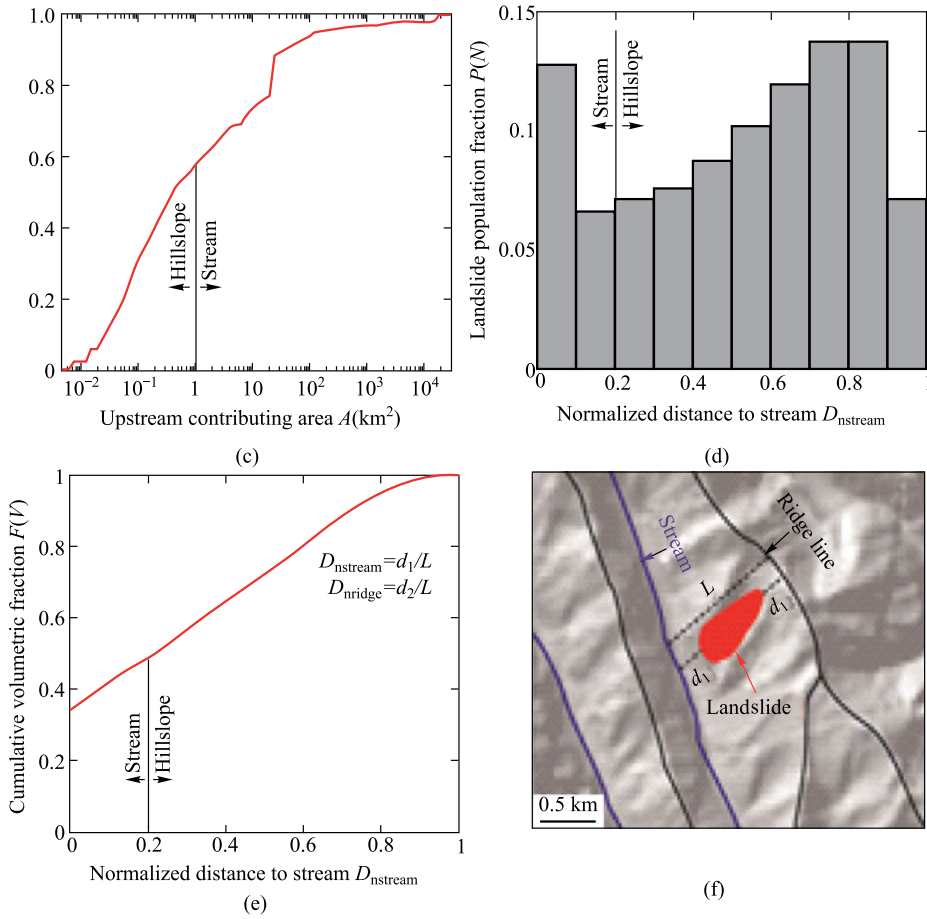 1.0
0.8
0.6
0.4
0.2
0
Hillslope
Stream
10⁻²
10⁻¹
1
10
10²
10³
10⁴
Upstream contributing area A(km²)
(c)
Landslide population fraction P(N)
0.15
0.1
0.05
0
Stream
Hillslope
0
0.2
0.4
0.6
0.8
1
Normalized distance to stream Dnstream
(d)
Cumulative volumetric fraction F(V)
1
0.8
0.6
0.4
0.2
0
Dnstream=d₁/L
Dnridge=d₂/L
Stream
Hillslope
0
0.2
0.4
0.6
0.8
1
Normalized distance to stream Dnstream
(e)
Stream
Ridge line
L
d₁
d₁
Landslide
0.5 km
(f)